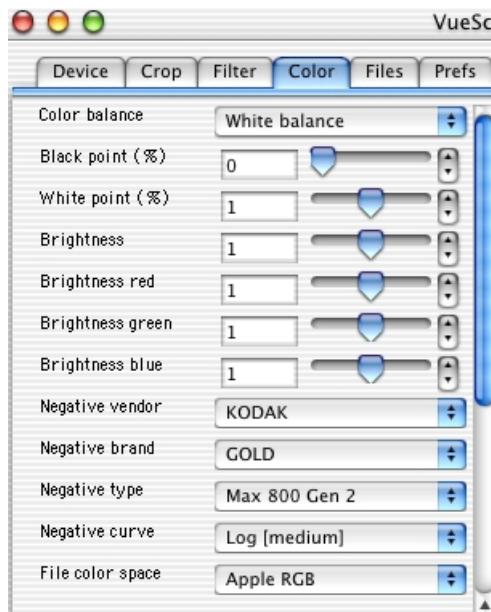 VueSc
Device Crop Filter Color Files Prefs
Color balance White balance
Black point (%) 0
White point (%) 1
Brightness 1
Brightness red 1
Brightness green 1
Brightness blue 1
Negative vendor KODAK
Negative brand GOLD
Negative type Max 800 Gen 2
Negative curve Log [medium]
File color space Apple RGB